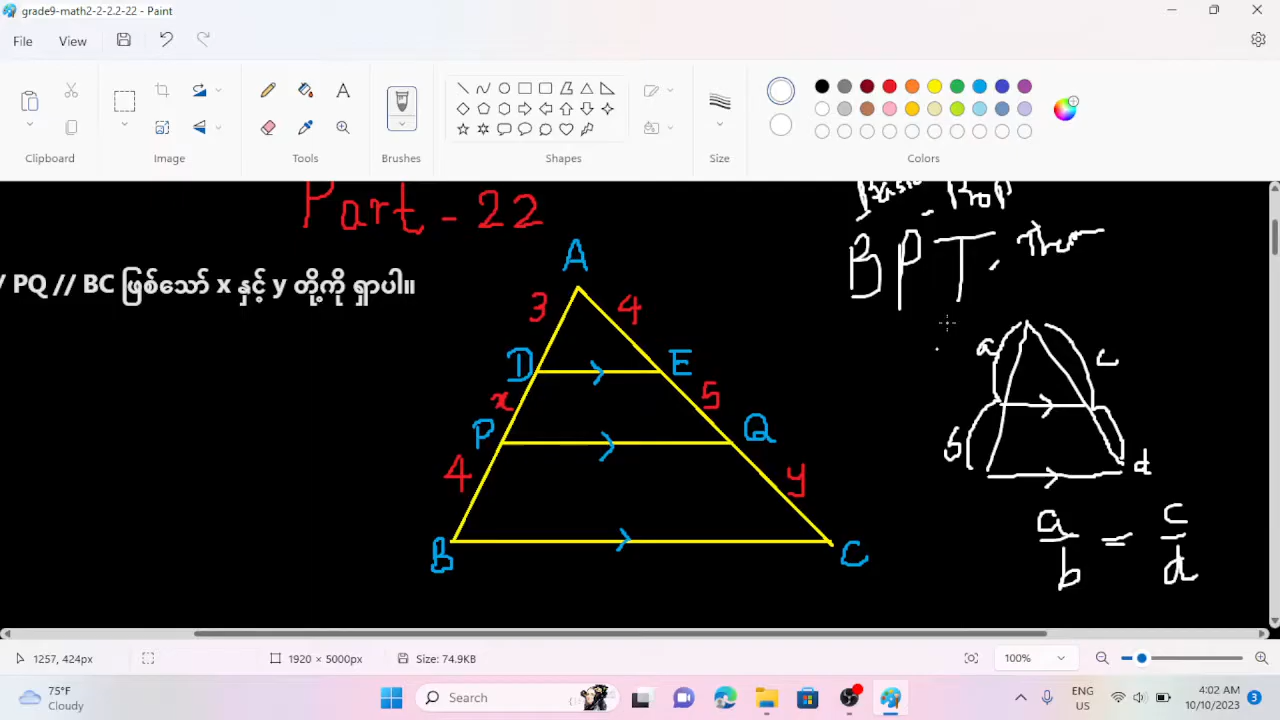 grade9-math2-2-2.2-22 - Paint
File View
Clipboard Image Tools Brushes Shapes Size Colors
Part - 22
BPT.
/ PQ // BC ဖြစ်သော် x နှင့် y တို့ကို ရှာပါ။
A
3 4
D E
x 5
P Q
4 y
B C
a c
b d
a/b = c/d
1257, 424px 1920 × 5000px Size: 74.9KB 100%
75°F
Cloudy
Search
ENG
US
4:02 AM
10/10/2023
3